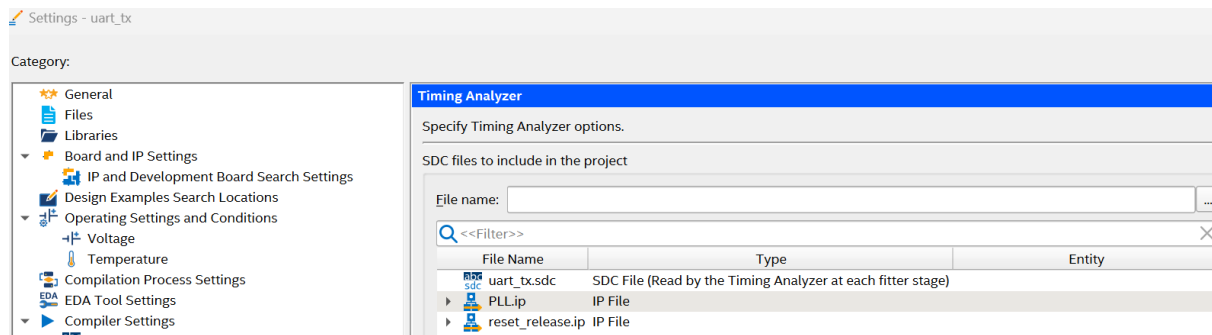 Settings - uart_tx
Category:
General
Files
Libraries
Board and IP Settings
IP and Development Board Search Settings
Design Examples Search Locations
Operating Settings and Conditions
Voltage
Temperature
Compilation Process Settings
EDA EDA Tool Settings
Compiler Settings
Timing Analyzer
Specify Timing Analyzer options.
SDC files to include in the project
File name: ...
<<Filter>>
File Name Type Entity
abc sdc uart_tx.sdc SDC File (Read by the Timing Analyzer at each fitter stage)
PLL.ip IP File
reset_release.ip IP File